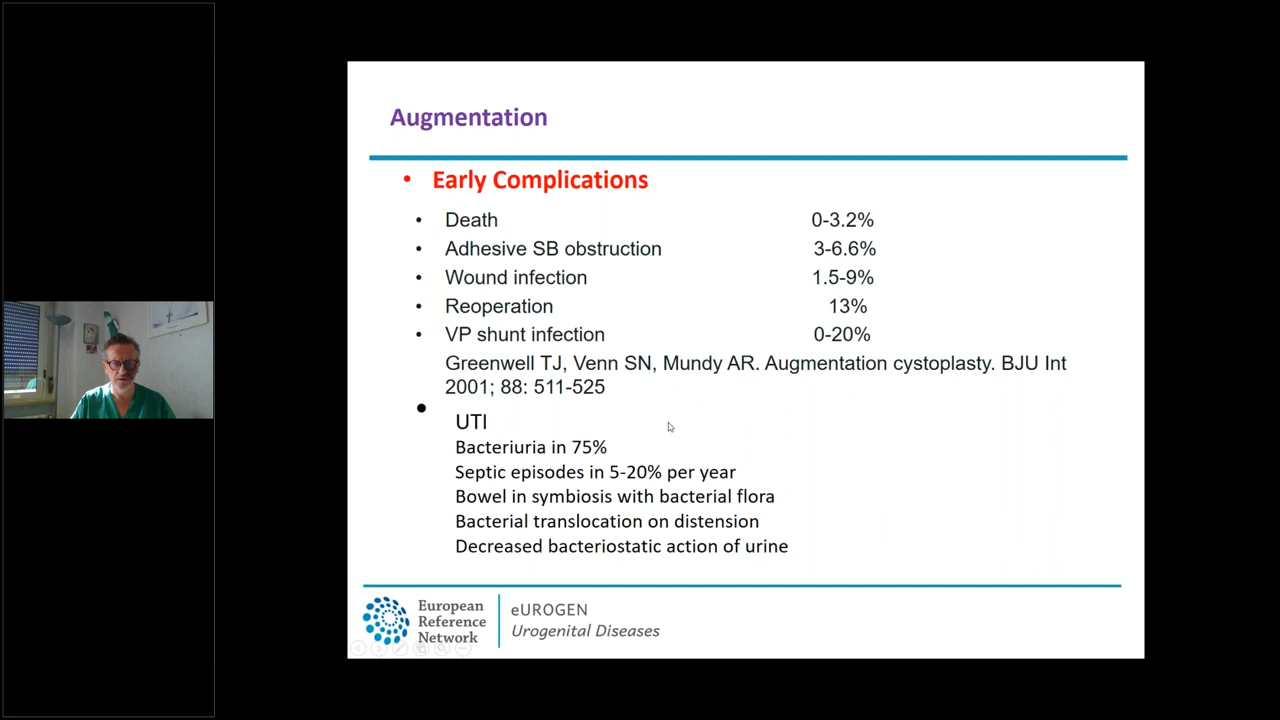 Augmentation
• Early Complications
• Death 0-3.2%
• Adhesive SB obstruction 3-6.6%
• Wound infection 1.5-9%
• Reoperation 13%
• VP shunt infection 0-20%
Greenwell TJ, Venn SN, Mundy AR. Augmentation cystoplasty. BJU Int
2001; 88: 511-525
• UTI
Bacteriuria in 75%
Septic episodes in 5-20% per year
Bowel in symbiosis with bacterial flora
Bacterial translocation on distension
Decreased bacteriostatic action of urine
European
Reference
Network
eUROGEN
Urogenital Diseases